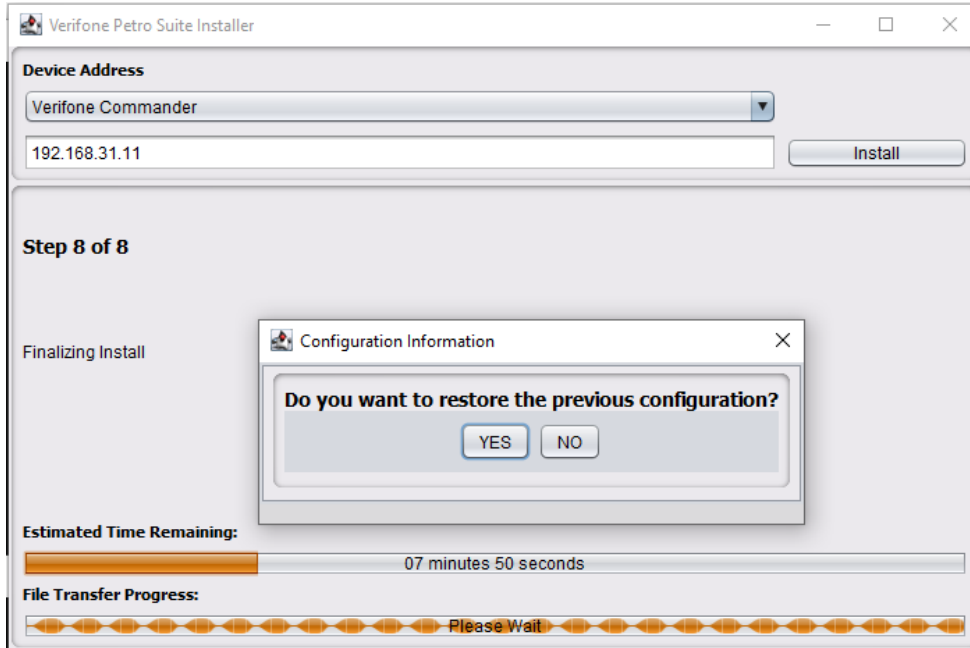 Verifone Petro Suite Installer
Device Address
Verifone Commander
192.168.31.11
Install
Step 8 of 8
Finalizing Install
Configuration Information
Do you want to restore the previous configuration?
YES NO
Estimated Time Remaining:
07 minutes 50 seconds
File Transfer Progress:
Please Wait